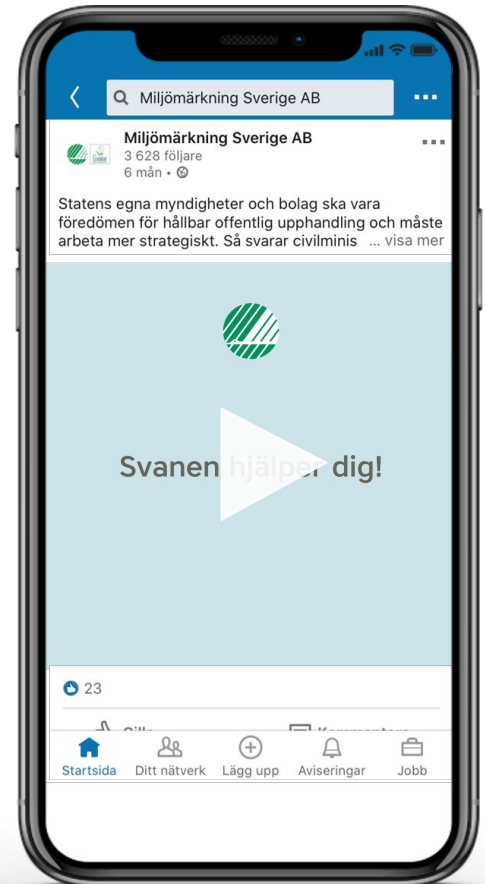 Miljömärkning Sverige AB
Miljömärkning Sverige AB
3 628 följare
6 mån •
Statens egna myndigheter och bolag ska vara
föredömen för hållbar offentlig upphandling och måste
arbeta mer strategiskt. Så svarar civilminis ... visa mer
Svanen hjälper dig!
23
Startsida Ditt nätverk Lägg upp Aviseringar Jobb